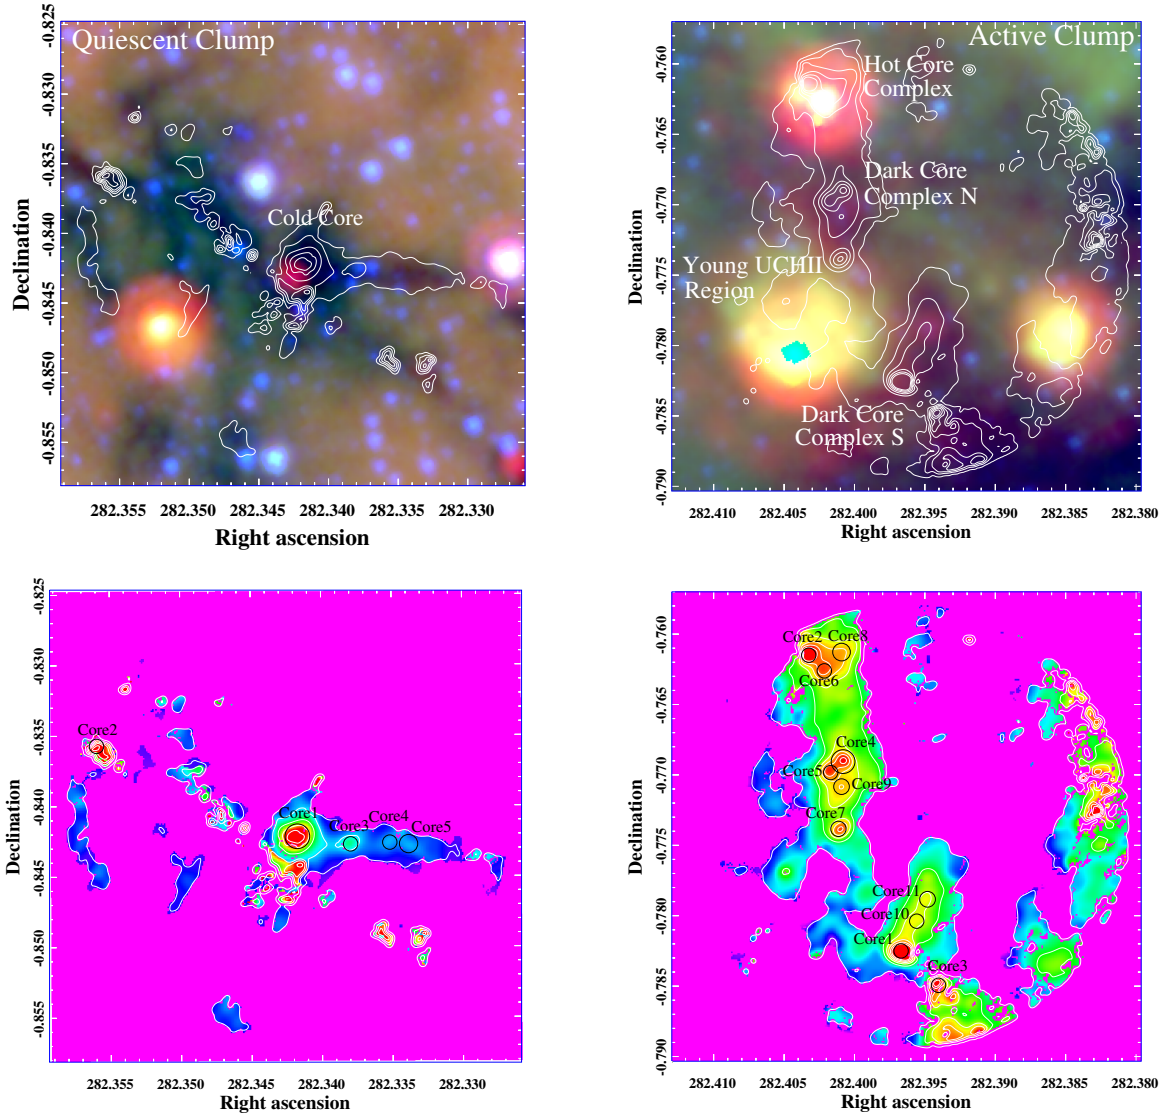 Quiescent Clump
Cold Core
-0.825
-0.830
-0.835
-0.840
-0.845
-0.850
-0.855
Declination
282.355 282.350 282.345 282.340 282.335 282.330
Right ascension
Active Clump
Hot Core
Complex
Dark Core
Complex N
Young UCHII
Region
Dark Core
Complex S
-0.760
-0.765
-0.770
-0.775
-0.780
-0.785
-0.790
Declination
282.410 282.405 282.400 282.395 282.390 282.385 282.380
Right ascension
Core2
Core1
Core3
Core4
Core5
-0.825
-0.830
-0.835
-0.840
-0.845
-0.850
-0.855
Declination
282.355 282.350 282.345 282.340 282.335 282.330
Right ascension
Core2
Core8
Core6
Core4
Core5
Core9
Core7
Core11
Core10
Core1
Core3
-0.760
-0.765
-0.770
-0.775
-0.780
-0.785
-0.790
Declination
282.410 282.405 282.400 282.395 282.390 282.385 282.380
Right ascension